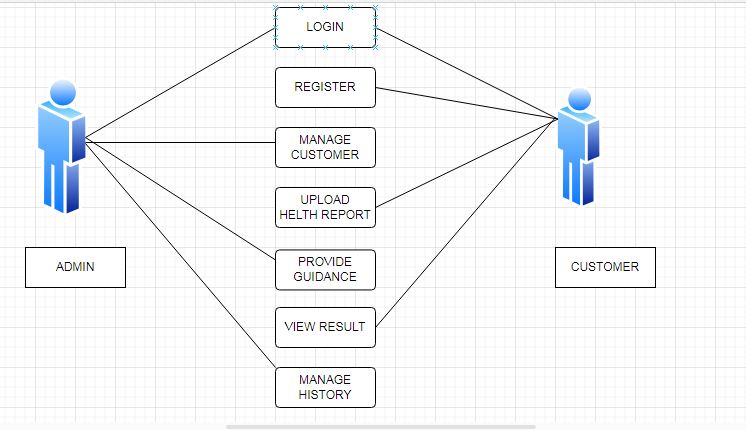 LOGIN
REGISTER
MANAGE
CUSTOMER
UPLOAD
HELTH REPORT
PROVIDE
GUIDANCE
VIEW RESULT
MANAGE
HISTORY
ADMIN
CUSTOMER